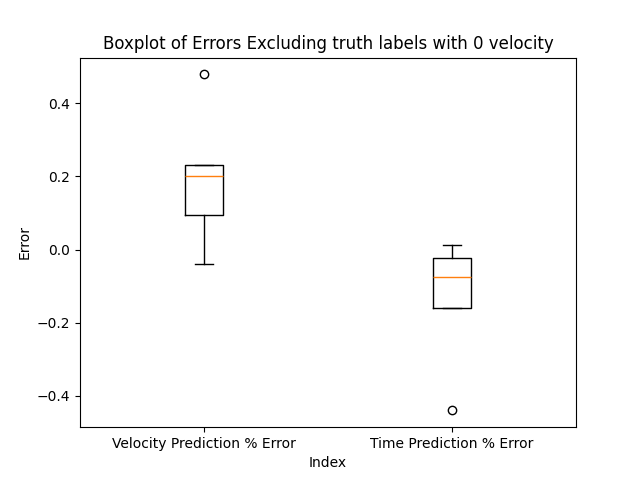 Boxplot of Errors Excluding truth labels with 0 velocity
0.4
0.2
0.0
−0.2
−0.4
Error
Velocity Prediction % Error
Time Prediction % Error
Index